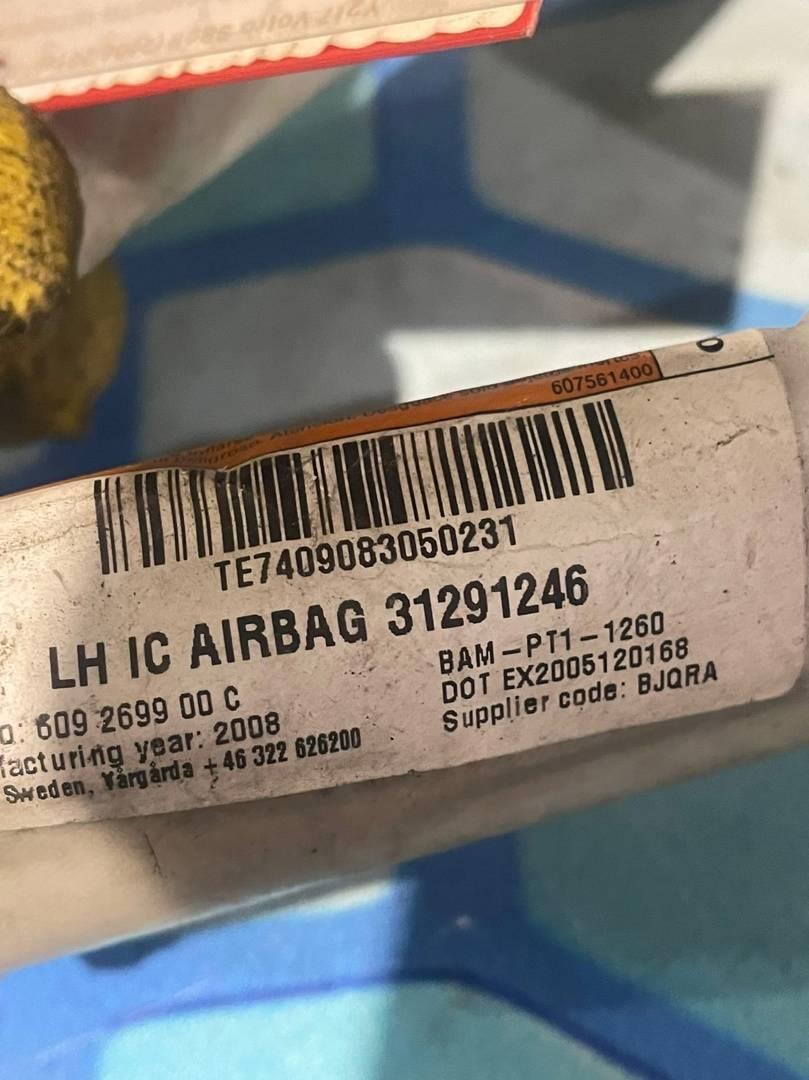 607561400
TE7409083050231
LH IC AIRBAG 31291246
o: 609 2699 00 C
facturing year: 2008
Sweden, Vårgårda +46 322 626200
BAM-PT1-1260
DOT EX2005120168
Supplier code: BJQRA